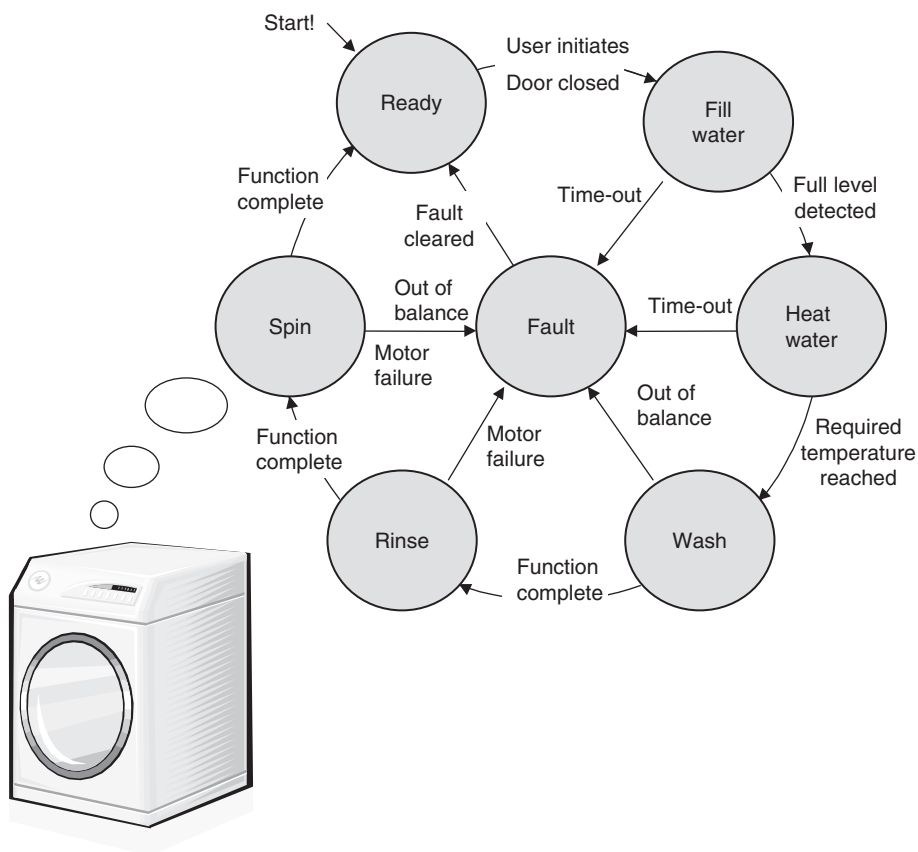 Start!
Ready
User initiates
Door closed
Fill
water
Function
complete
Fault
cleared
Time-out
Full level
detected
Spin
Out of
balance
Motor
failure
Fault
Time-out
Heat
water
Function
complete
Motor
failure
Out of
balance
Required
temperature
reached
Rinse
Function
complete
Wash